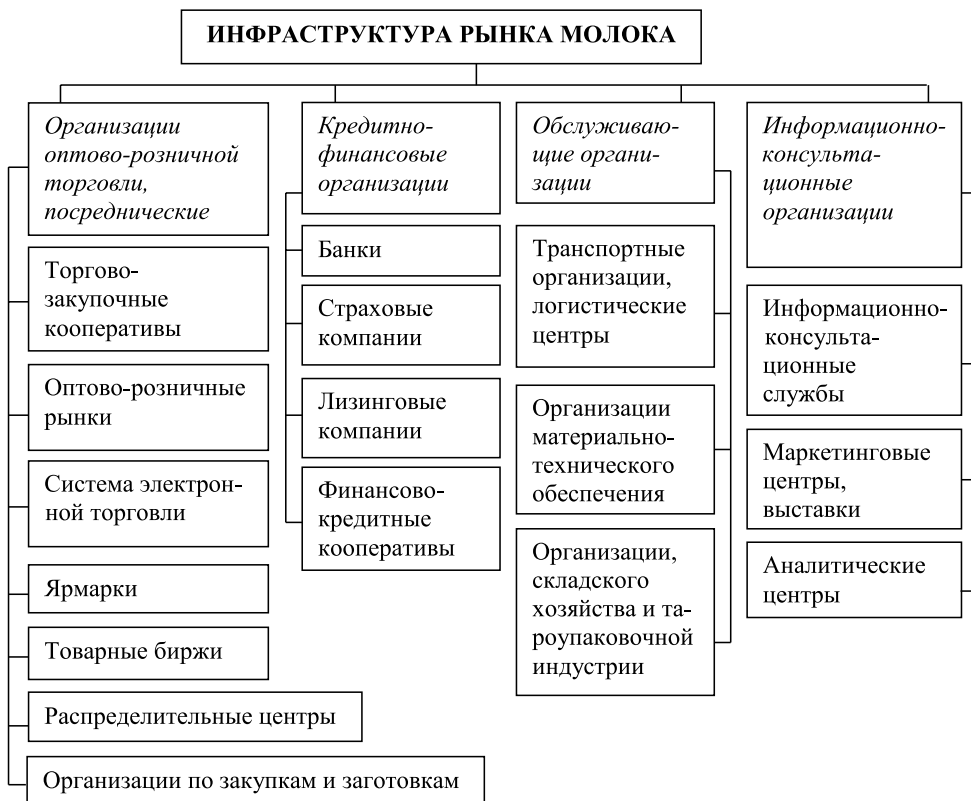 ИНФРАСТРУКТУРА РЫНКА МОЛОКА
Организации
оптово-розничной
торговли,
посреднические
Торгово-
закупочные
кооперативы
Оптово-розничные
рынки
Система электрон-
ной торговли
Ярмарки
Товарные биржи
Распределительные центры
Организации по закупкам и заготовкам
Кредитно-
финансовые
организации
Банки
Страховые
компании
Лизинговые
компании
Финансово-
кредитные
кооперативы
Обслуживаю-
щие органи-
зации
Транспортные
организации,
логистические
центры
Организации
материально-
технического
обеспечения
Организации,
складского
хозяйства и та-
роупаковочной
индустрии
Информационно-
консульта-
ционные
организации
Информационно-
консульта-
ционные
службы
Маркетинговые
центры,
выставки
Аналитические
центры